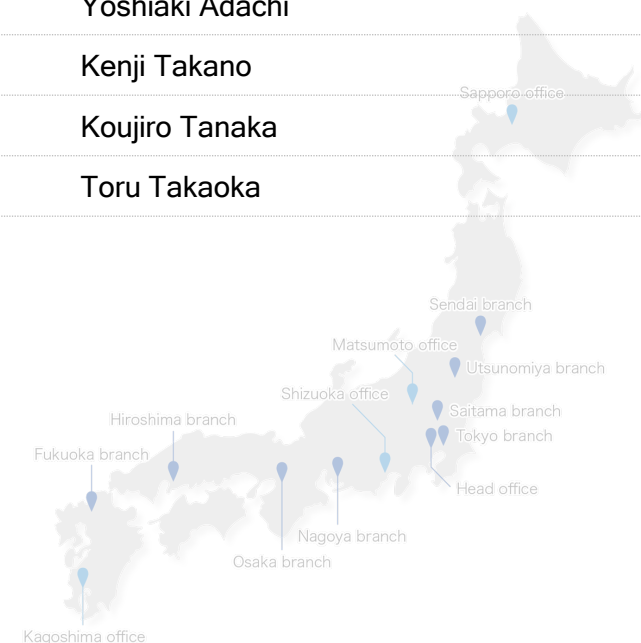 Yoshiaki Adachi
Kenji Takano
Sapporo office
Koujiro Tanaka
Toru Takaoka
Sendai branch
Matsumoto office
Utsunomiya branch
Shizuoka office
Saitama branch
Hiroshima branch
Tokyo branch
Fukuoka branch
Head office
Nagoya branch
Osaka branch
Kagoshima office